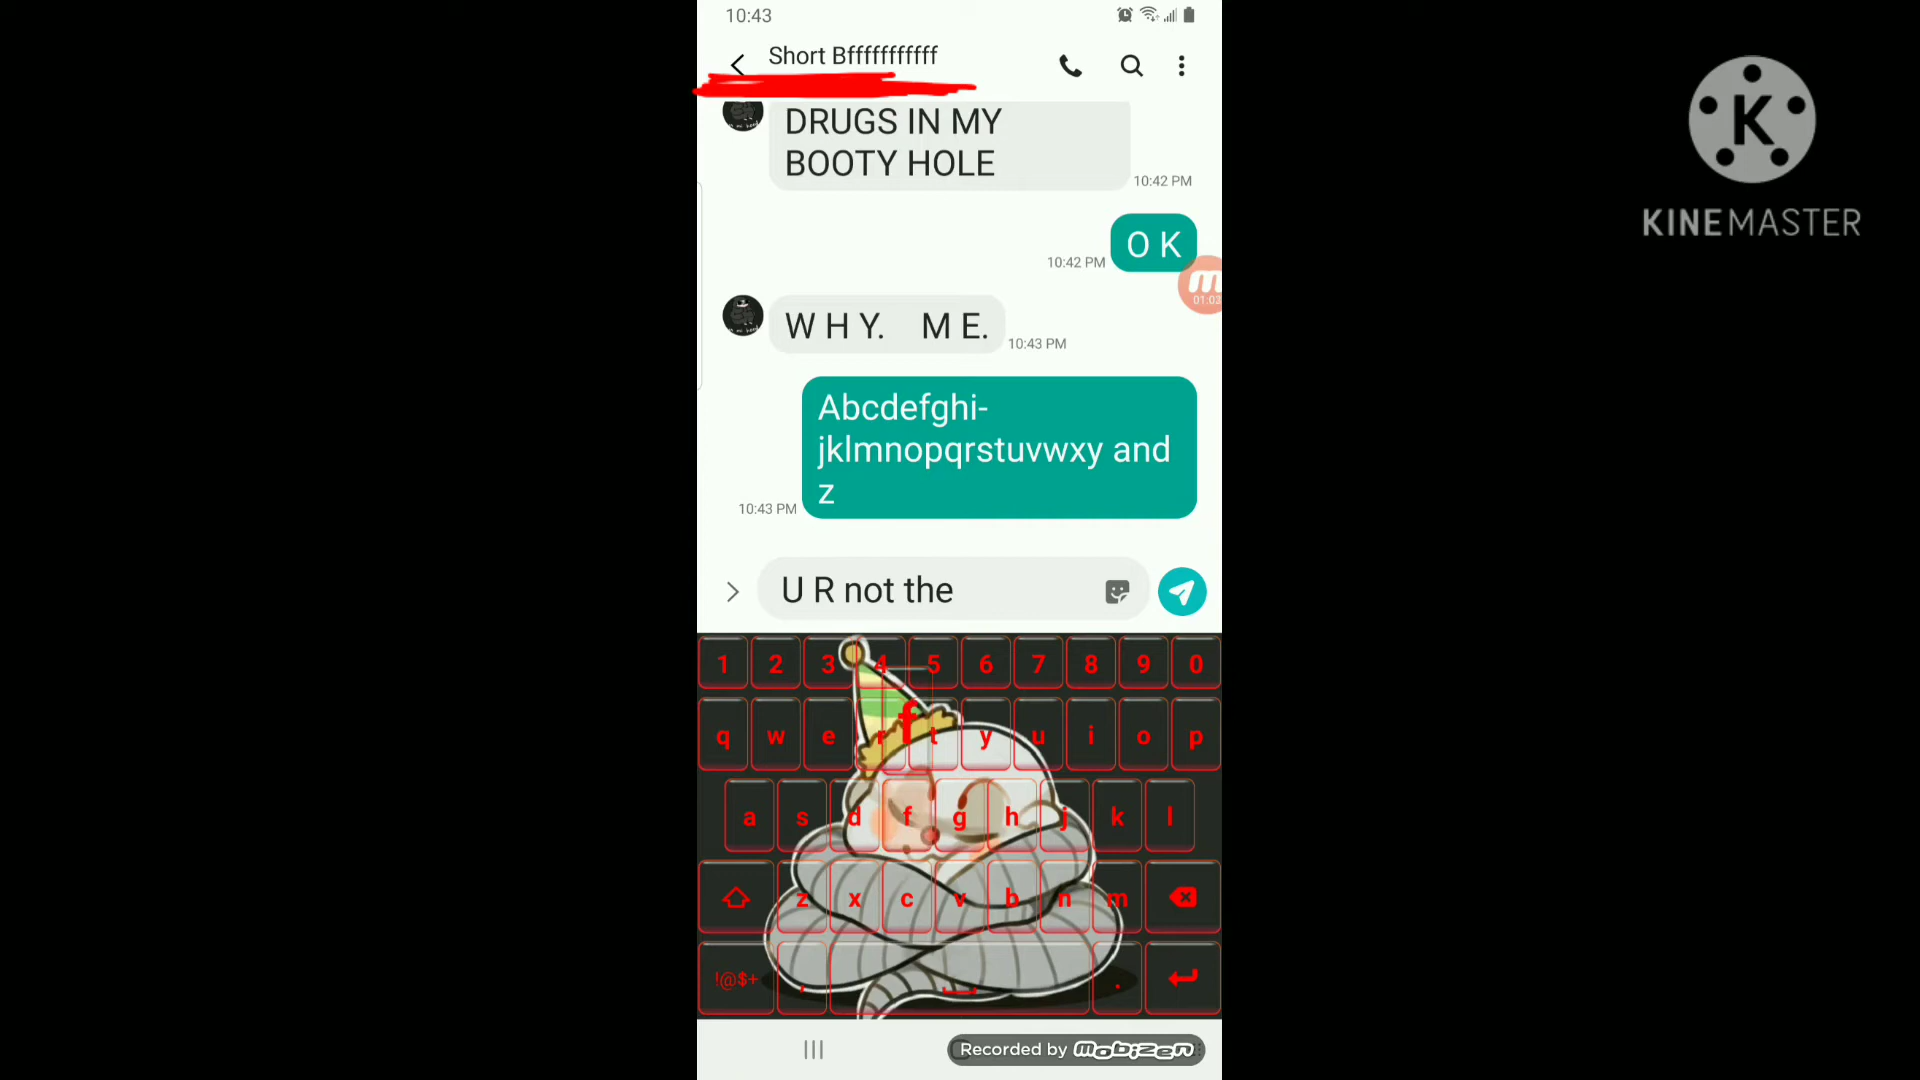 10:43
Short Bfffffffffff
DRUGS IN MY
BOOTY HOLE
10:42 PM
O K
10:42 PM
01:03
W H Y.    M E.
10:43 PM
Abcdefghi-
jklmnopqrstuvwxy and
z
10:43 PM
U R not the
1 2 3 4 5 6 7 8 9 0
f
q w e r t y u i o p
a s d f g h j k l
z x c v b n m
!@$+ , .
Recorded by mobizen
K
KINEMASTER